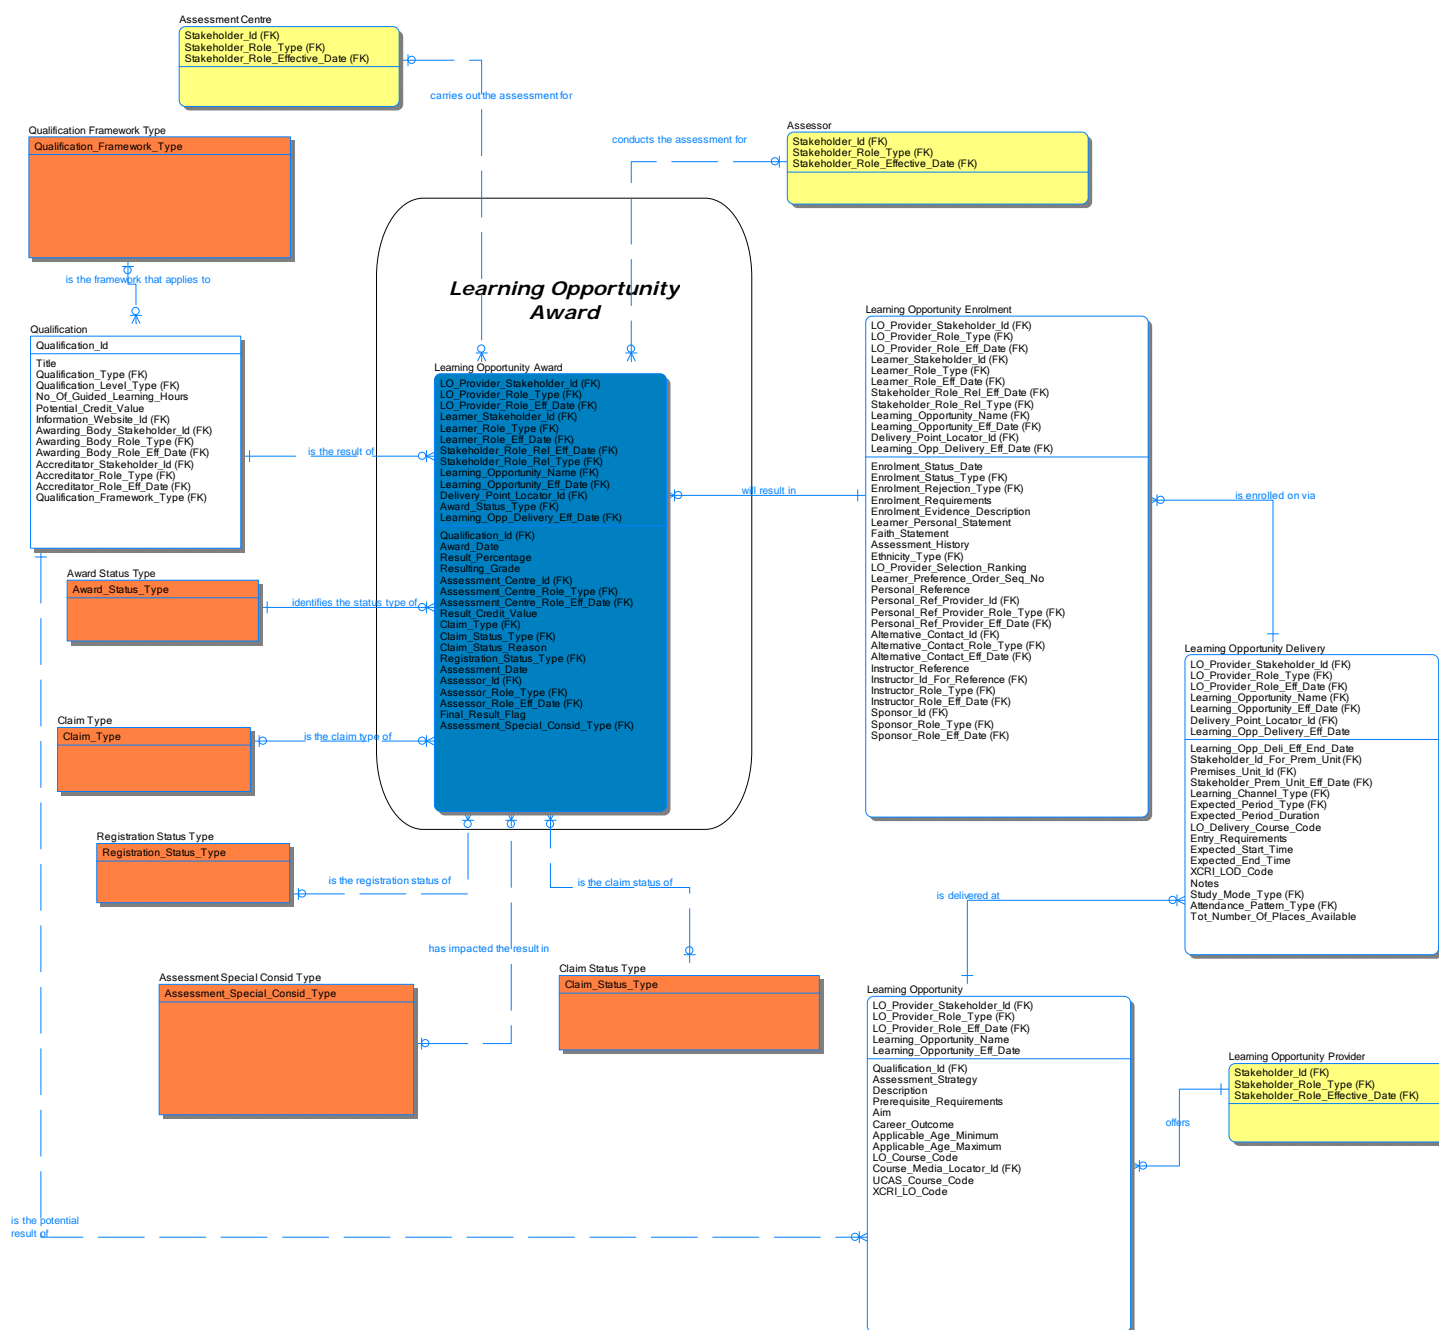 Assessment Centre
Stakeholder_Id (FK)
Stakeholder_Role_Type (FK)
Stakeholder_Role_Effective_Date (FK)
carries out the assessment for
conducts the assessment for
Assessor
Stakeholder_Id (FK)
Stakeholder_Role_Type (FK)
Stakeholder_Role_Effective_Date (FK)
Qualification Framework Type
Qualification_Framework_Type
is the framework that applies to
Learning Opportunity
Award
Qualification
Qualification_Id
Title
Qualification_Type (FK)
Qualification_Level_Type (FK)
No_Of_Guided_Learning_Hours
Potential_Credit_Value
Information_Website_Id (FK)
Awarding_Body_Stakeholder_Id (FK)
Awarding_Body_Role_Type (FK)
Awarding_Body_Role_Eff_Date (FK)
Accreditator_Stakeholder_Id (FK)
Accreditator_Role_Type (FK)
Accreditator_Role_Eff_Date (FK)
Qualification_Framework_Type (FK)
is the result of
Learning Opportunity Award
LO_Provider_Stakeholder_Id (FK)
LO_Provider_Role_Type (FK)
LO_Provider_Role_Eff_Date (FK)
Learner_Stakeholder_Id (FK)
Learner_Role_Type (FK)
Learner_Role_Eff_Date (FK)
Stakeholder_Role_Rel_Eff_Date (FK)
Stakeholder_Role_Rel_Type (FK)
Learning_Opportunity_Name (FK)
Learning_Opportunity_Eff_Date (FK)
Delivery_Point_Locator_Id (FK)
Award_Status_Type (FK)
Learning_Opp_Delivery_Eff_Date (FK)
Qualification_Id (FK)
Award_Date
Result_Percentage
Resulting_Grade
Assessment_Centre_Id (FK)
Assessment_Centre_Role_Type (FK)
Assessment_Centre_Role_Eff_Date (FK)
Result_Credit_Value
Claim_Type (FK)
Claim_Status_Type (FK)
Claim_Status_Reason
Registration_Status_Type (FK)
Assessment_Date
Assessor_Id (FK)
Assessor_Role_Type (FK)
Assessor_Role_Eff_Date (FK)
Final_Result_Flag
Assessment_Special_Consid_Type (FK)
will result in
Learning Opportunity Enrolment
LO_Provider_Stakeholder_Id (FK)
LO_Provider_Role_Type (FK)
LO_Provider_Role_Eff_Date (FK)
Learner_Stakeholder_Id (FK)
Learner_Role_Type (FK)
Learner_Role_Eff_Date (FK)
Stakeholder_Role_Rel_Eff_Date (FK)
Stakeholder_Role_Rel_Type (FK)
Learning_Opportunity_Name (FK)
Learning_Opportunity_Eff_Date (FK)
Delivery_Point_Locator_Id (FK)
Learning_Opp_Delivery_Eff_Date (FK)
Enrolment_Status_Date
Enrolment_Status_Type (FK)
Enrolment_Rejection_Type (FK)
Enrolment_Requirements
Enrolment_Evidence_Description
Learner_Personal_Statement
Faith_Statement
Assessment_History
Ethnicity_Type (FK)
LO_Provider_Selection_Ranking
Learner_Preference_Order_Seq_No
Personal_Reference
Personal_Ref_Provider_Id (FK)
Personal_Ref_Provider_Role_Type (FK)
Personal_Ref_Provider_Eff_Date (FK)
Alternative_Contact_Id (FK)
Alternative_Contact_Role_Type (FK)
Alternative_Contact_Eff_Date (FK)
Instructor_Reference
Instructor_Id_For_Reference (FK)
Instructor_Role_Type (FK)
Instructor_Role_Eff_Date (FK)
Sponsor_Id (FK)
Sponsor_Role_Type (FK)
Sponsor_Role_Eff_Date (FK)
is enrolled on via
Learning Opportunity Delivery
LO_Provider_Stakeholder_Id (FK)
LO_Provider_Role_Type (FK)
LO_Provider_Role_Eff_Date (FK)
Learning_Opportunity_Name (FK)
Learning_Opportunity_Eff_Date (FK)
Delivery_Point_Locator_Id (FK)
Learning_Opp_Delivery_Eff_Date
Learning_Opp_Deli_Eff_End_Date
Stakeholder_Id_For_Prem_Unit (FK)
Premises_Unit_Id (FK)
Stakeholder_Prem_Unit_Eff_Date (FK)
Learning_Channel_Type (FK)
Expected_Period_Type (FK)
Expected_Period_Duration
LO_Delivery_Course_Code
Entry_Requirements
Expected_Start_Time
Expected_End_Time
XCRI_LOD_Code
Notes
Study_Mode_Type (FK)
Attendance_Pattern_Type (FK)
Tot_Number_Of_Places_Available
Award Status Type
Award_Status_Type
identifies the status type of
Claim Type
Claim_Type
is the claim type of
Registration Status Type
Registration_Status_Type
is the registration status of
is the claim status of
has impacted the result in
Assessment Special Consid Type
Assessment_Special_Consid_Type
Claim Status Type
Claim_Status_Type
is delivered at
Learning Opportunity
LO_Provider_Stakeholder_Id (FK)
LO_Provider_Role_Type (FK)
LO_Provider_Role_Eff_Date (FK)
Learning_Opportunity_Name
Learning_Opportunity_Eff_Date
Qualification_Id (FK)
Assessment_Strategy
Description
Prerequisite_Requirements
Aim
Career_Outcome
Applicable_Age_Minimum
Applicable_Age_Maximum
LO_Course_Code
Course_Media_Locator_Id (FK)
UCAS_Course_Code
XCRI_LO_Code
Learning Opportunity Provider
Stakeholder_Id (FK)
Stakeholder_Role_Type (FK)
Stakeholder_Role_Effective_Date (FK)
offers
is the potential
result of